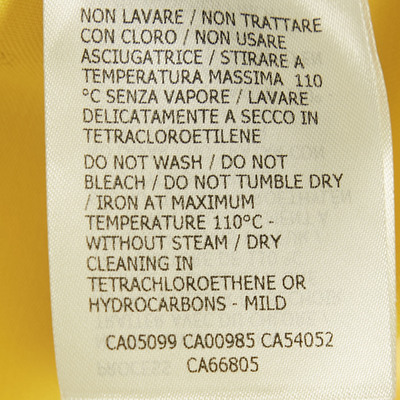 NON LAVARE / NON TRATTARE
CON CLORO / NON USARE
ASCIUGATRICE / STIRARE A
TEMPERATURA MASSIMA 110
°C SENZA VAPORE / LAVARE
DELICATAMENTE A SECCO IN
TETRACLOROETILENE
DO NOT WASH / DO NOT
BLEACH / DO NOT TUMBLE DRY
/ IRON AT MAXIMUM
TEMPERATURE 110°C -
WITHOUT STEAM / DRY
CLEANING IN
TETRACHLOROETHENE OR
HYDROCARBONS - MILD
CA05099 CA00985 CA54052
CA66805